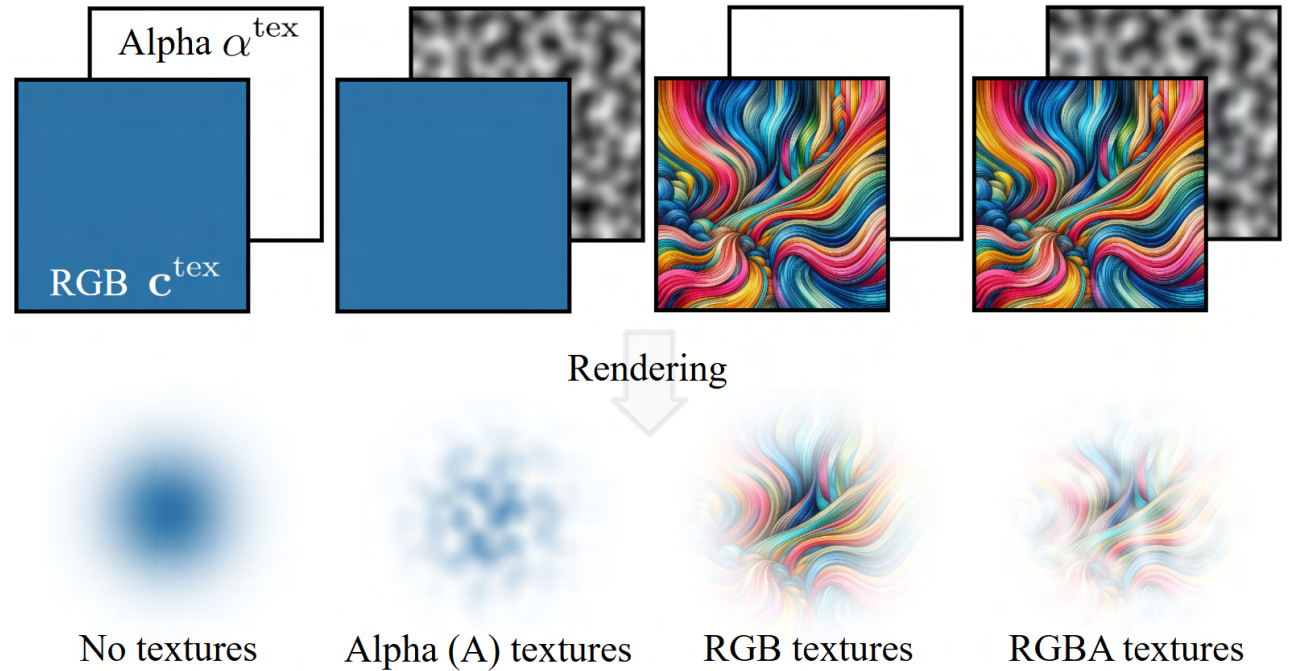 Alpha α^tex
RGB c^tex
Rendering
No textures
Alpha (A) textures
RGB textures
RGBA textures